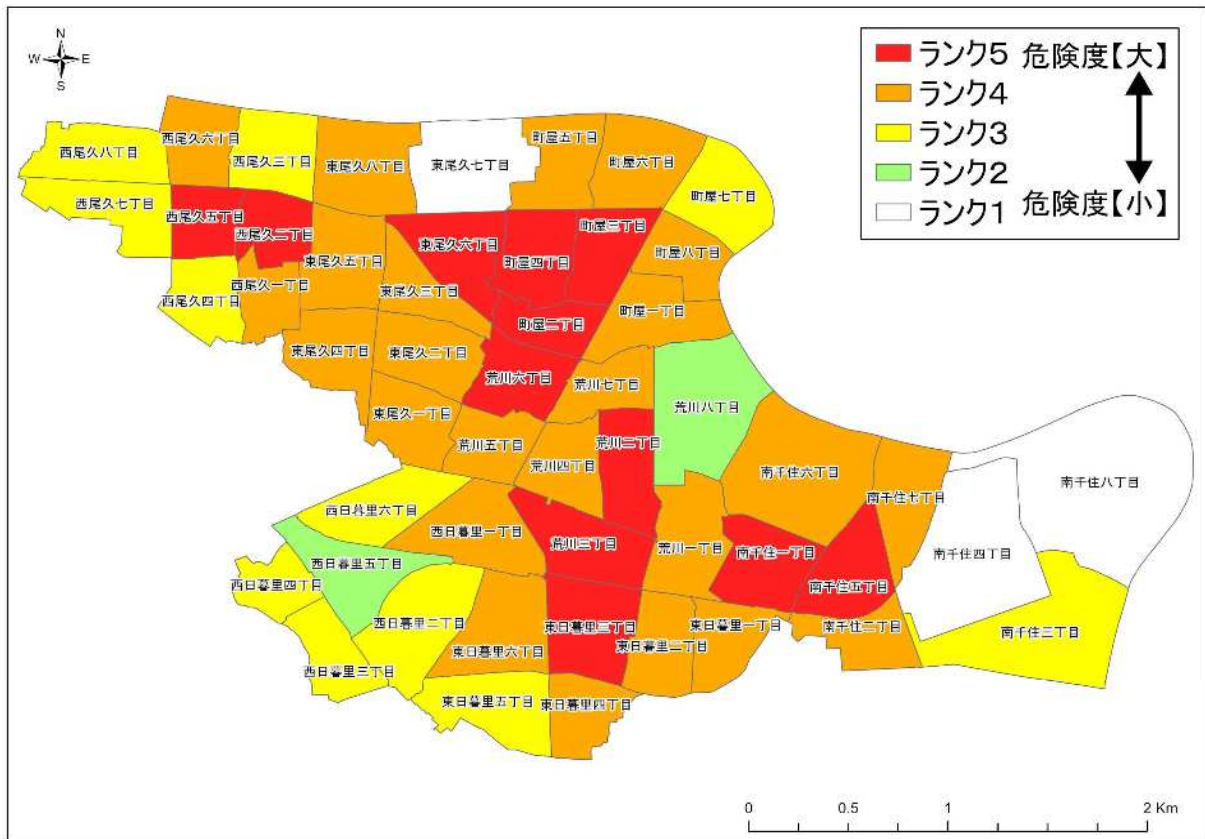 N
W E
S
ランク5 危険度【大】
ランク4
ランク3
ランク2
ランク1 危険度【小】
西尾久八丁目
西尾久六丁目
西尾久三丁目
東尾久八丁目
東尾久七丁目
町屋五丁目
町屋六丁目
町屋七丁目
西尾久七丁目
西尾久五丁目
西尾久二丁目
東尾久六丁目
町屋三丁目
町屋四丁目
町屋八丁目
東尾久五丁目
西尾久四丁目
西尾久一丁目
東尾久三丁目
町屋二丁目
町屋一丁目
東尾久四丁目
東尾久二丁目
荒川六丁目
荒川七丁目
荒川八丁目
東尾久一丁目
荒川五丁目
荒川四丁目
荒川二丁目
南千住六丁目
南千住七丁目
南千住八丁目
西日暮里六丁目
西日暮里一丁目
荒川三丁目
荒川一丁目
南千住一丁目
南千住四丁目
西日暮里五丁目
西日暮里四丁目
南千住五丁目
西日暮里二丁目
東日暮里三丁目
東日暮里一丁目
南千住二丁目
南千住三丁目
西日暮里三丁目
東日暮里六丁目
東日暮里二丁目
東日暮里五丁目
東日暮里四丁目
0 0.5 1 2 Km